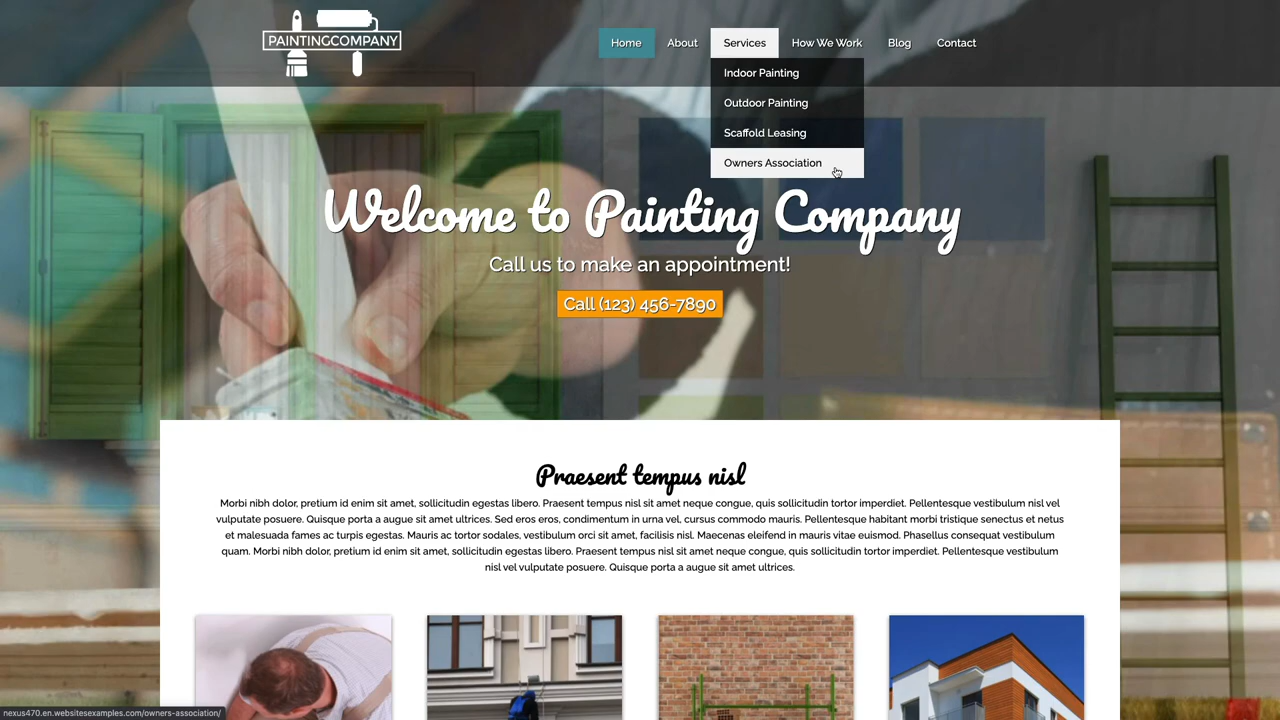 PAINTINGCOMPANY
Home About Services How We Work Blog Contact
Indoor Painting
Outdoor Painting
Scaffold Leasing
Owners Association
Welcome to Painting Company
Call us to make an appointment!
Call (123) 456-7890
Praesent tempus nisl
Morbi nibh dolor, pretium id enim sit amet, sollicitudin egestas libero. Praesent tempus nisl sit amet neque congue, quis sollicitudin tortor imperdiet. Pellentesque vestibulum nisl vel
vulputate posuere. Quisque porta a augue sit amet ultrices. Sed eros eros, condimentum in urna vel, cursus commodo mauris. Pellentesque habitant morbi tristique senectus et netus
et malesuada fames ac turpis egestas. Mauris ac tortor sodales, vestibulum orci sit amet, facilisis nisl. Maecenas eleifend in mauris vitae euismod. Phasellus consequat vestibulum
quam. Morbi nibh dolor, pretium id enim sit amet, sollicitudin egestas libero. Praesent tempus nisl sit amet neque congue, quis sollicitudin tortor imperdiet. Pellentesque vestibulum
nisl vel vulputate posuere. Quisque porta a augue sit amet ultrices.
nexus470.en.websitesexamples.com/owners-association/